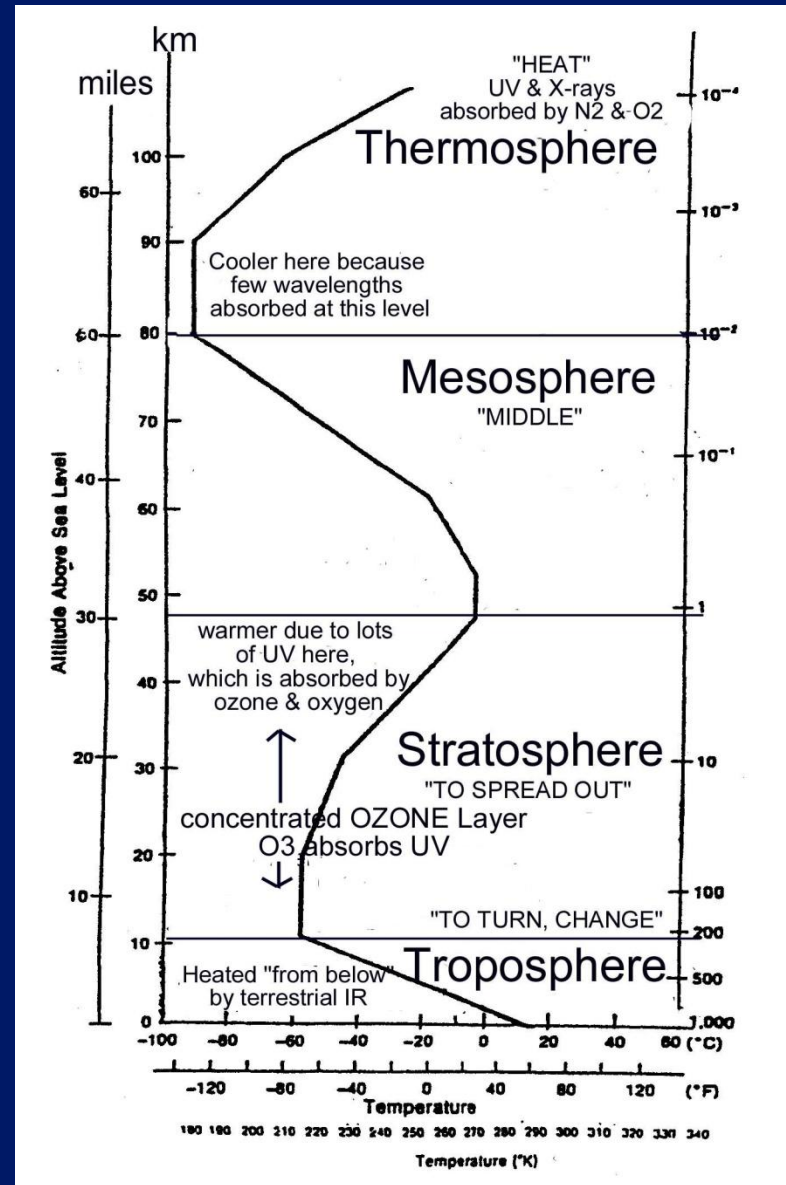 km
miles
"HEAT"
UV & X-rays
absorbed by N2 & O2
Thermosphere
10⁻⁴
100
60
10⁻³
90
Cooler here because
few wavelengths
absorbed at this level
50
80
10⁻²
Mesosphere
"MIDDLE"
70
10⁻¹
40
60
Altitude Above Sea Level
50
30
1
warmer due to lots
of UV here,
which is absorbed by
ozone & oxygen
40
Stratosphere
20
30
10
"TO SPREAD OUT"
concentrated OZONE Layer
O3 absorbs UV
20
10
100
"TO TURN, CHANGE"
200
10
Troposphere
Heated "from below"
by terrestrial IR
500
0
1,000
-100 -80 -60 -40 -20 0 20 40 60 (°C)
-120 -80 -40 0 40 80 120 (°F)
Temperature
180 190 200 210 220 230 240 250 260 270 280 290 300 310 320 330 340
Temperature (°K)